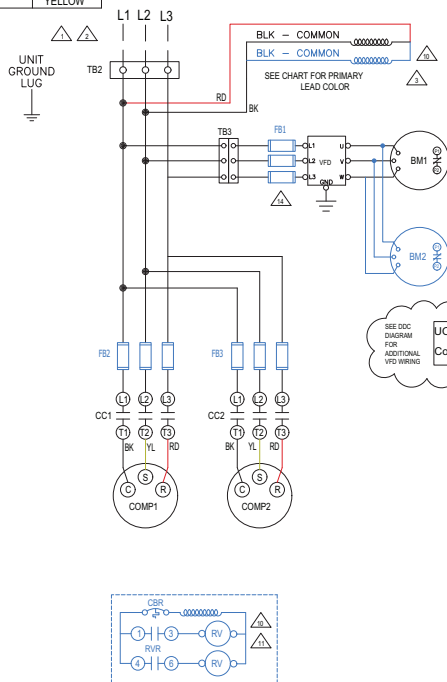 YELLOW
L1 L2 L3
1 2
UNIT
GROUND
LUG
TB2
BLK - COMMON
BLK - COMMON
10
3
SEE CHART FOR PRIMARY
LEAD COLOR
RD
BK
TB3
FB1
L1
L2
L3
VFD
GND
U
V
W
BM1
14
BM2
SEE DDC
DIAGRAM
FOR
ADDITIONAL
VFD WIRING
UC
Co
FB2
FB3
L1 L2 L3
L1 L2 L3
CC1
CC2
T1 T2 T3
T1 T2 T3
BK YL RD
BK YL RD
S
C R
COMP1
S
C R
COMP2
CBR
10
1 3 RV
11
RVR
4 6 RV